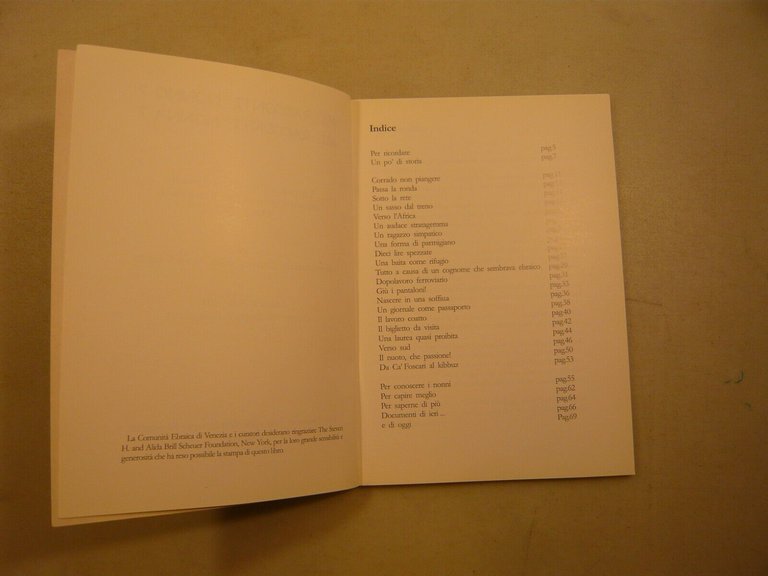 La Comunità Ebraica di Venezia e i curatori desiderano ringraziare The Steven
H. and Alida Brill Scheuer Foundation, New York, per la loro grande sensibilità e
generosità che ha reso possibile la stampa di questo libro
Indice
Per ricordare pag.5
Un po' di storia pag.7
Corrado non piangere
Passa la ronda
Sotto la rete
Un sasso dal treno
Verso l'Africa
Un audace stratagemma
Un ragazzo simpatico
Una forma di parmigiano
Dieci lire spezzate
Una baita come rifugio
Tutto a causa di un cognome che sembrava ebraico
Dopolavoro ferroviario pag.31
Giù i pantaloni! pag.33
Nascere in una soffitta pag.36
Un giornale come passaporto pag.38
Il lavoro coatto pag.40
Il biglietto da visita pag.42
Una laurea quasi proibita pag.44
Verso sud pag.46
Il nuoto, che passione! pag.50
Da Ca' Foscari al kibbuz pag.53
Per conoscere i nonni pag.55
Per capire meglio pag.62
Per saperne di più pag.64
Documenti di ieri ... pag.66
e di oggi Pag.69